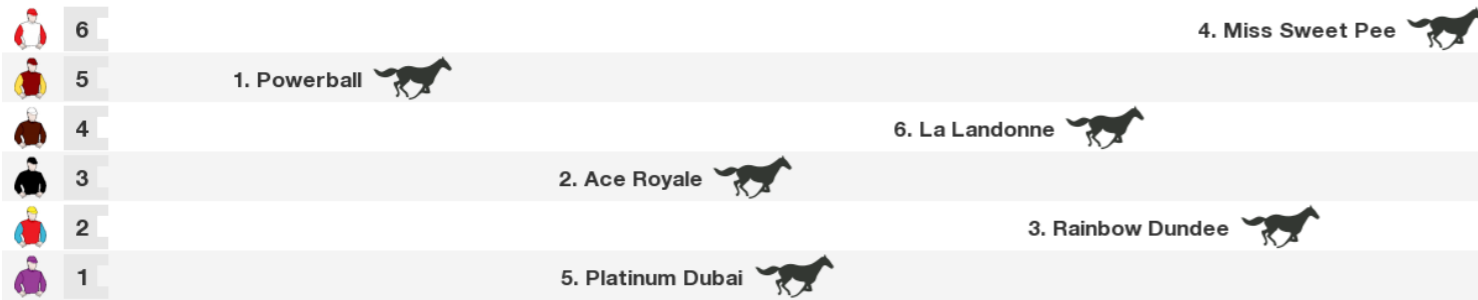 6 4. Miss Sweet Pee
5 1. Powerball
4 6. La Landonne
3 2. Ace Royale
2 3. Rainbow Dundee
1 5. Platinum Dubai